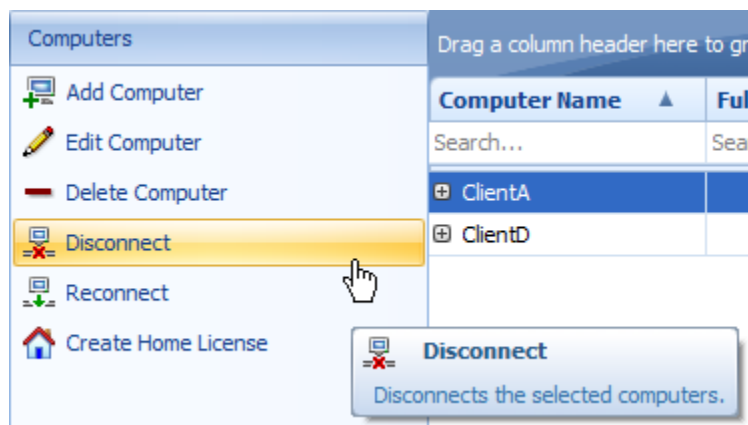 Computers
Add Computer
Edit Computer
Delete Computer
Disconnect
Reconnect
Create Home License
Drag a column header here to gr
Computer Name Ful
Search... Sea
ClientA
ClientD
Disconnect
Disconnects the selected computers.